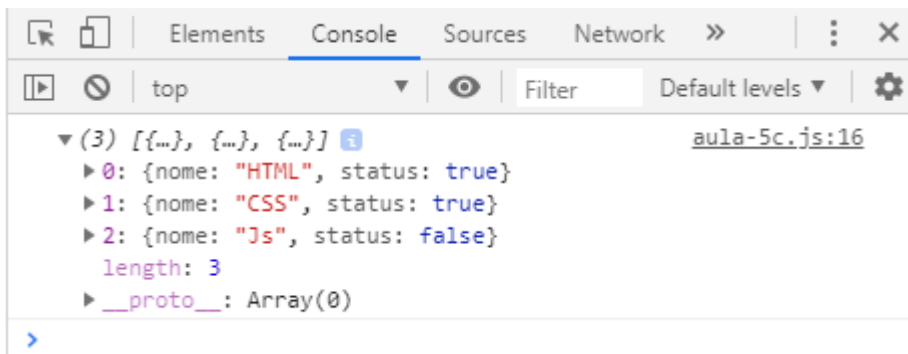 Elements Console Sources Network »
top Filter Default levels
(3) [{…}, {…}, {…}] i aula-5c.js:16
0: {nome: "HTML", status: true}
1: {nome: "CSS", status: true}
2: {nome: "Js", status: false}
length: 3
__proto__: Array(0)
>